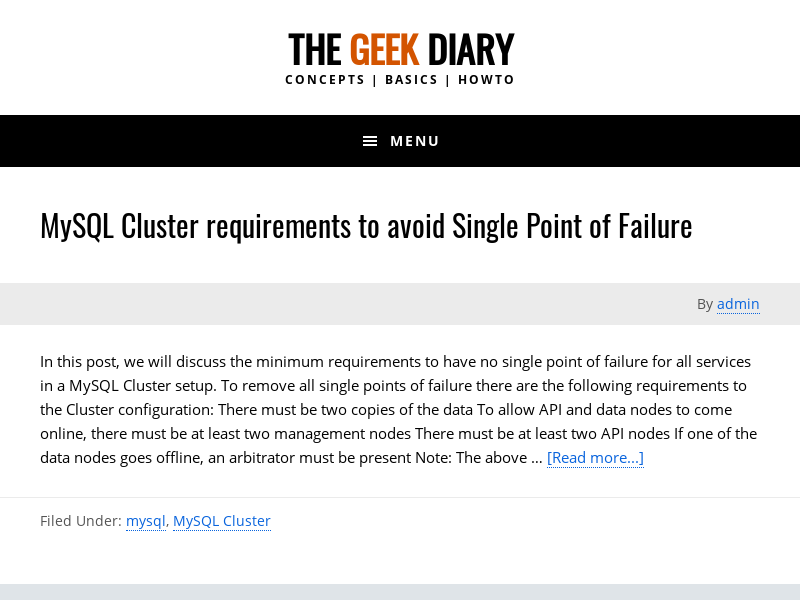 THE GEEK DIARY
CONCEPTS | BASICS | HOWTO
MENU
MySQL Cluster requirements to avoid Single Point of Failure
By admin
In this post, we will discuss the minimum requirements to have no single point of failure for all services
in a MySQL Cluster setup. To remove all single points of failure there are the following requirements to
the Cluster configuration: There must be two copies of the data To allow API and data nodes to come
online, there must be at least two management nodes There must be at least two API nodes If one of the
data nodes goes offline, an arbitrator must be present Note: The above ... [Read more...]
Filed Under: mysql, MySQL Cluster